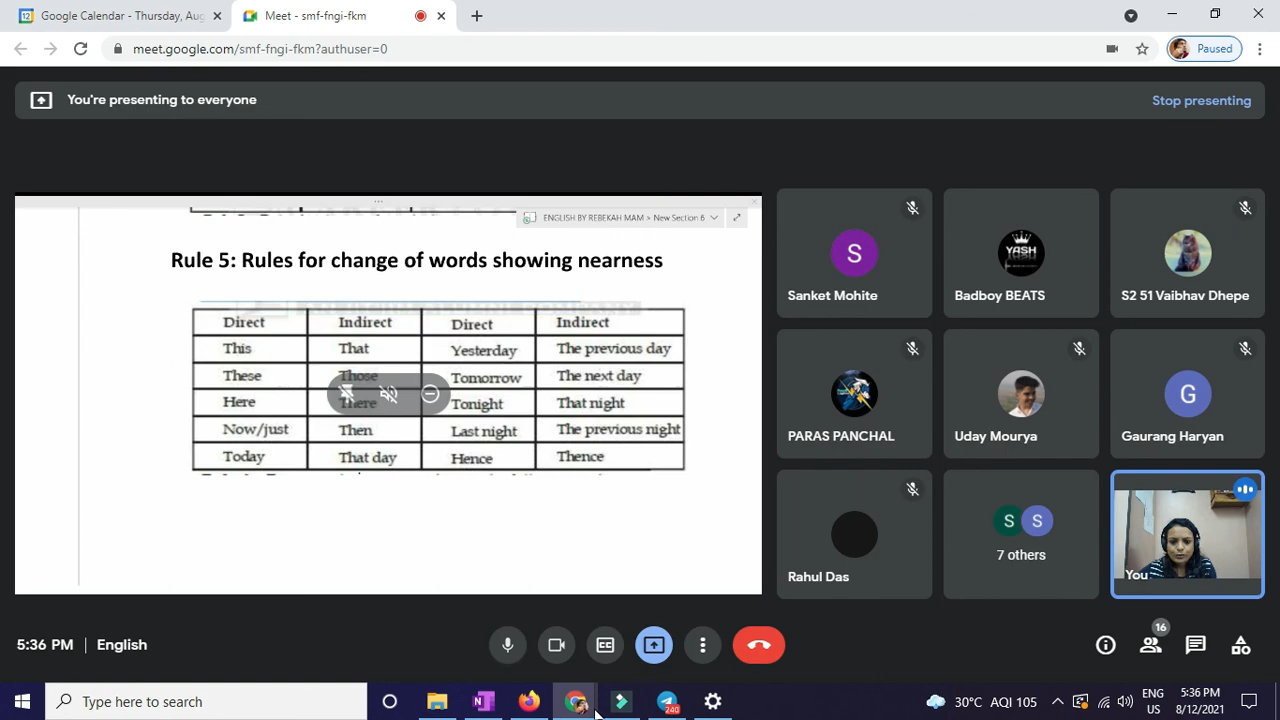 Google Calendar - Thursday, Aug
Meet - smf-fngi-fkm
meet.google.com/smf-fngi-fkm?authuser=0
Paused
You're presenting to everyone
Stop presenting
ENGLISH BY REBEKAH MAM > New Section 6
Rule 5: Rules for change of words showing nearness
Direct Indirect Direct Indirect
This That Yesterday The previous day
These Those Tomorrow The next day
Here There Tonight That night
Now/just Then Last night The previous night
Today That day Hence Thence
S
Sanket Mohite
YASH
Badboy BEATS
S2 51 Vaibhav Dhepe
PARAS PANCHAL
Uday Mourya
G
Gaurang Haryan
Rahul Das
S S
7 others
You
5:36 PM | English
16
Type here to search
240
30°C AQI 105
ENG
US
5:36 PM
8/12/2021